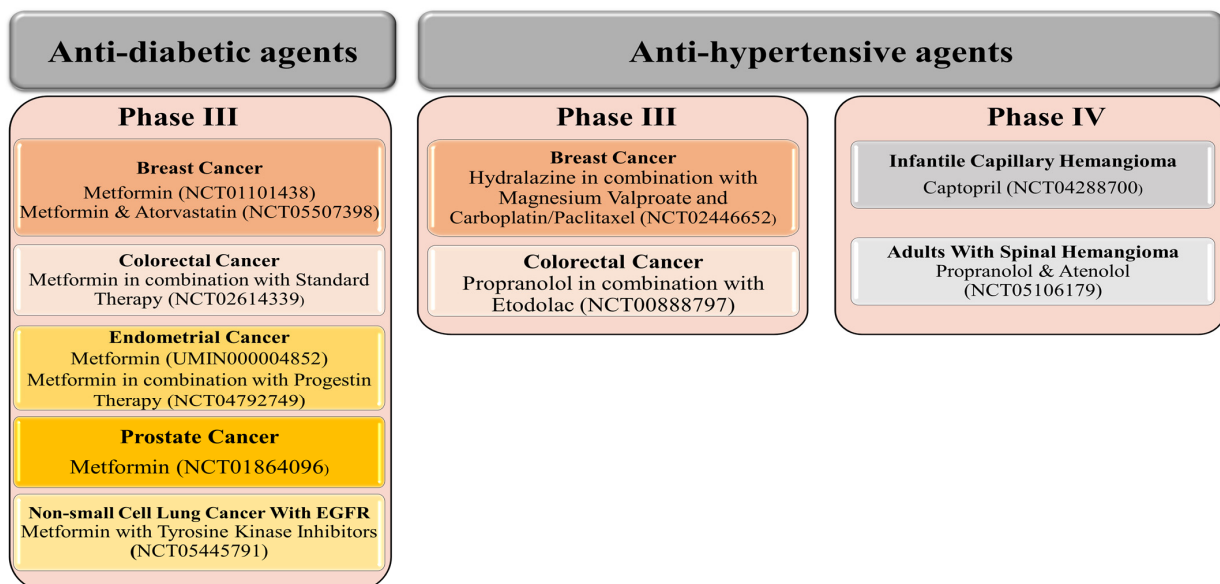 Anti-diabetic agents
Phase III
Breast Cancer
Metformin (NCT01101438)
Metformin & Atorvastatin (NCT05507398)
Colorectal Cancer
Metformin in combination with Standard
Therapy (NCT02614339)
Endometrial Cancer
Metformin (UMIN000004852)
Metformin in combination with Progestin
Therapy (NCT04792749)
Prostate Cancer
Metformin (NCT01864096)
Non-small Cell Lung Cancer With EGFR
Metformin with Tyrosine Kinase Inhibitors
(NCT05445791)
Anti-hypertensive agents
Phase III
Breast Cancer
Hydralazine in combination with
Magnesium Valproate and
Carboplatin/Paclitaxel (NCT02446652)
Colorectal Cancer
Propranolol in combination with
Etodolac (NCT00888797)
Phase IV
Infantile Capillary Hemangioma
Captopril (NCT04288700)
Adults With Spinal Hemangioma
Propranolol & Atenolol
(NCT05106179)